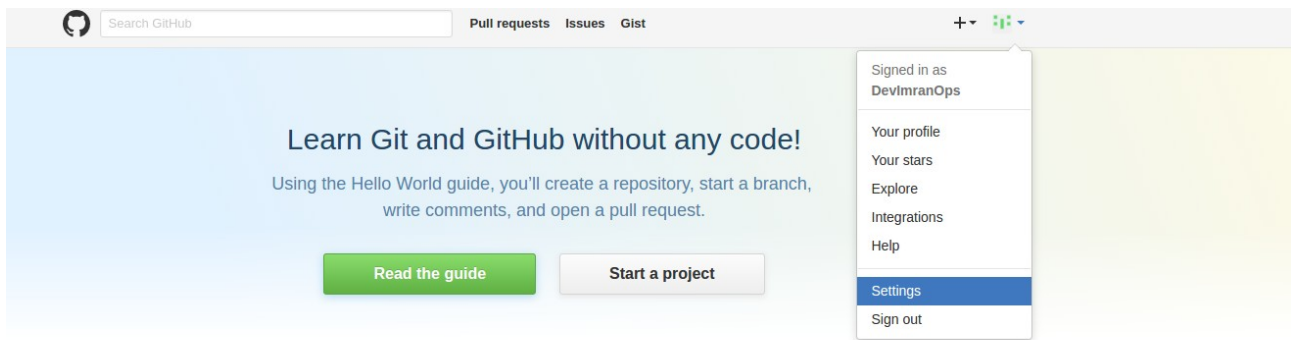 Search GitHub
Pull requests Issues Gist
Signed in as
DevImranOps
Your profile
Your stars
Explore
Integrations
Help
Settings
Sign out
Learn Git and GitHub without any code!
Using the Hello World guide, you’ll create a repository, start a branch,
write comments, and open a pull request.
Read the guide
Start a project